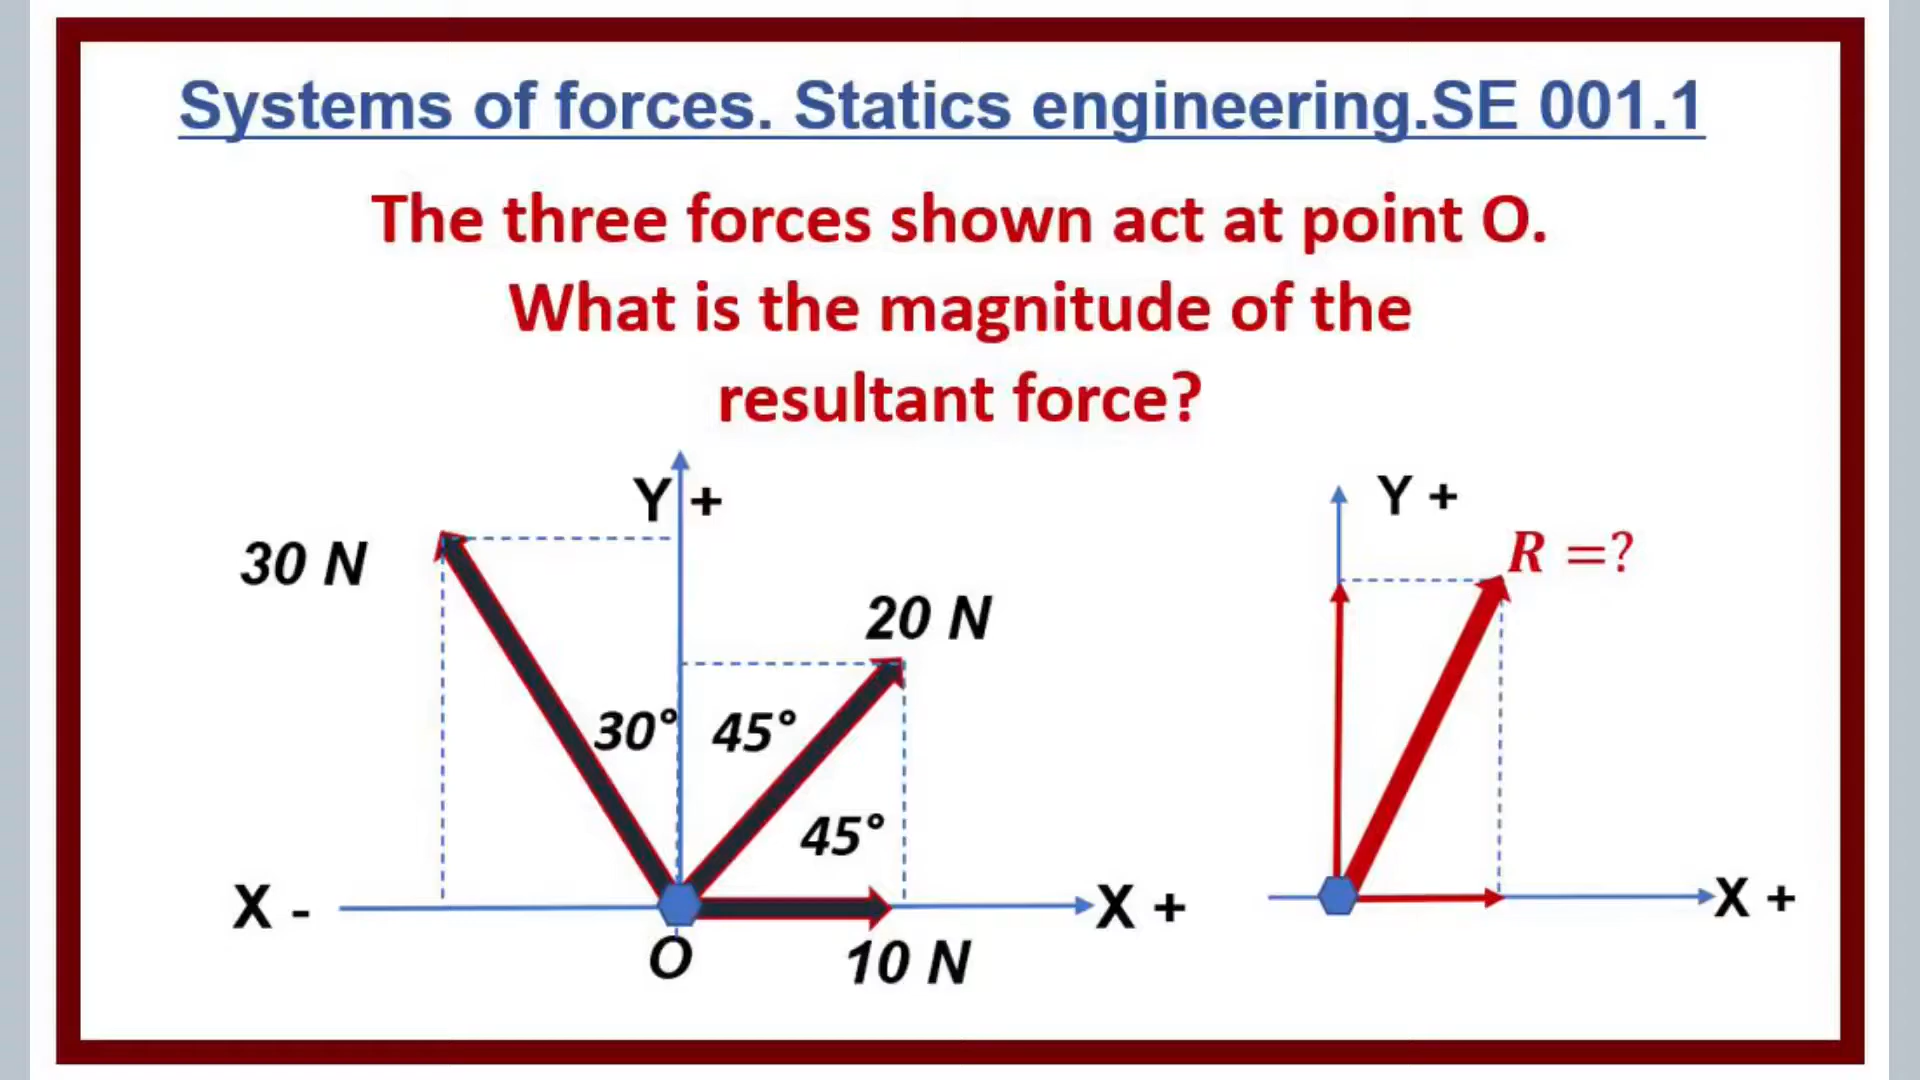 Systems of forces. Statics engineering.SE 001.1
The three forces shown act at point O.
What is the magnitude of the
resultant force?
Y +
30 N
20 N
30°
45°
45°
X -
X +
O
10 N
Y +
R =?
X +